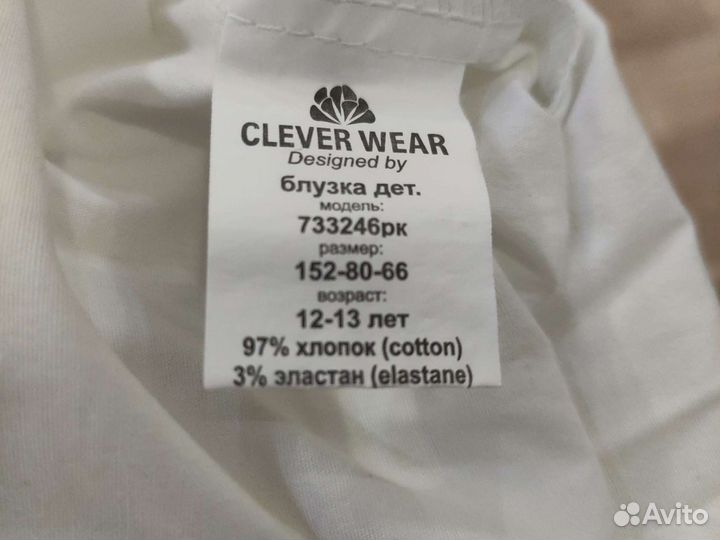 CLEVER WEAR
Designed by
блузка дет.
модель:
733246рк
размер:
152-80-66
возраст:
12-13 лет
97% хлопок (cotton)
3% эластан (elastane)
Avito